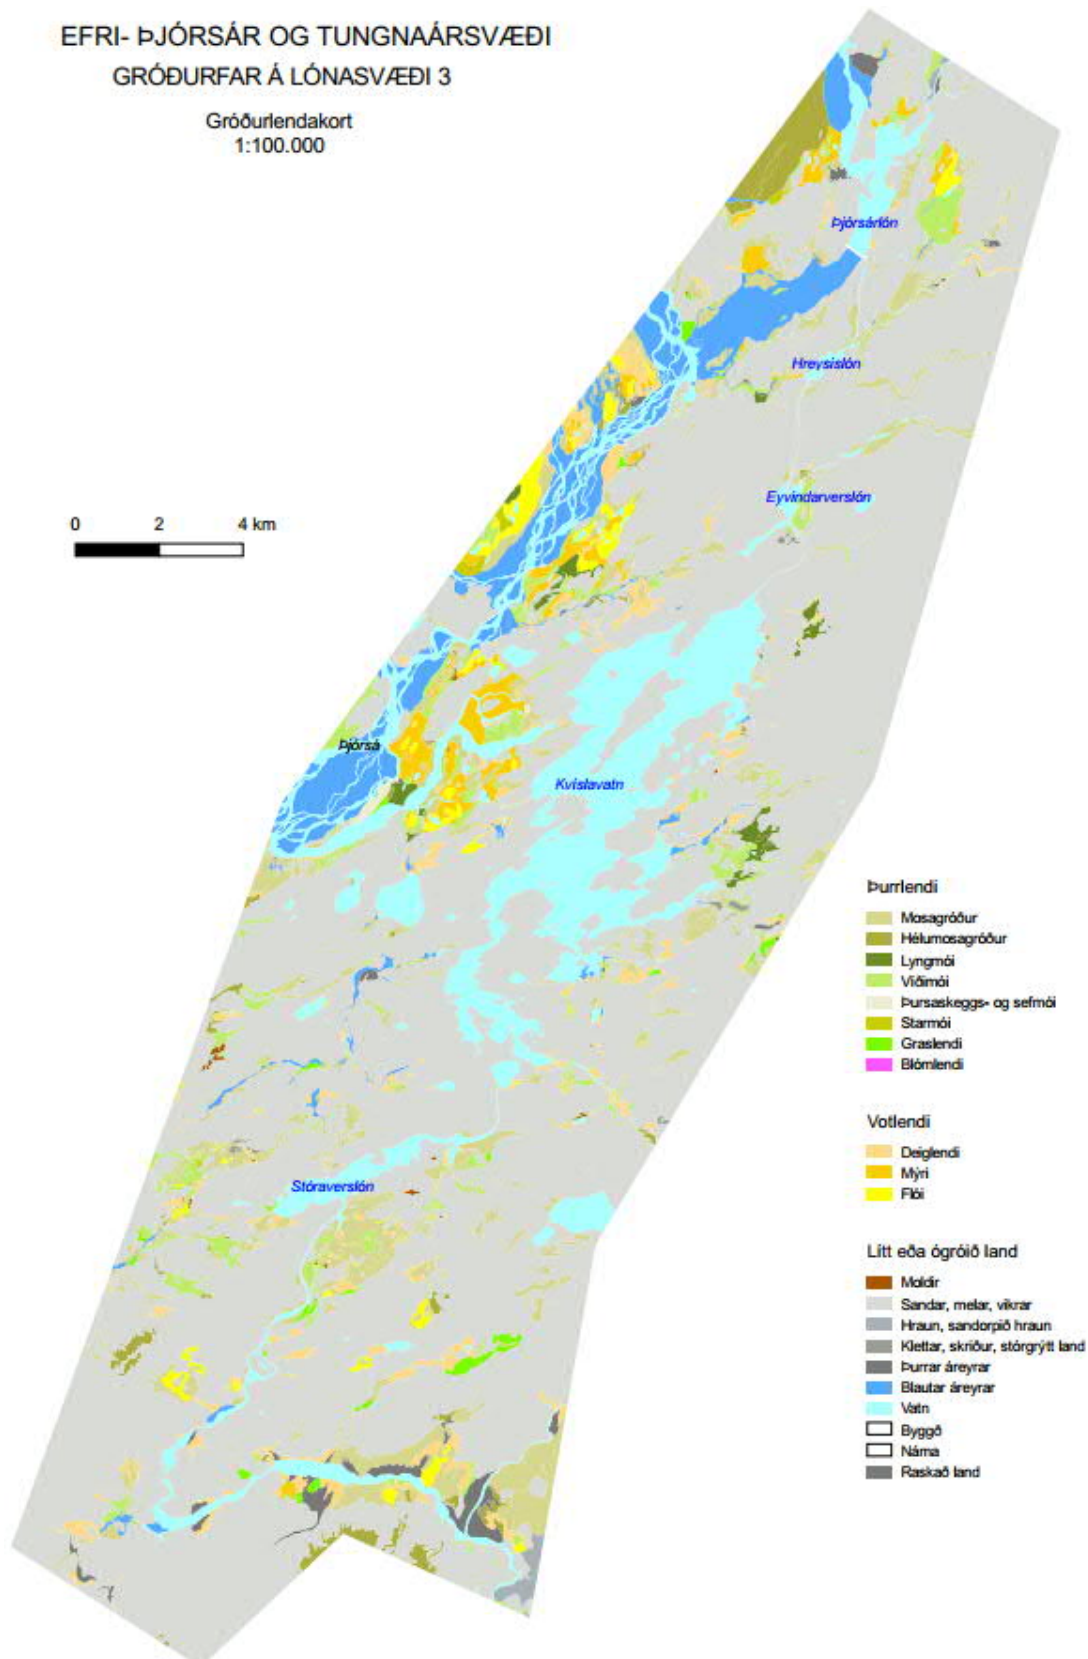 EFRI- ÞJÓRSÁR OG TUNGNAÁRSVÆÐI
GRÓÐURFAR Á LÓNASVÆÐI 3
Gróðurlendakort
1:100.000
Þjórsárlón
Hreysislón
Eyvindarverslón
0 2 4 km
Þjórsá
Kvíslavatn
Stóraverslón
Þurrlendi
Mosagróður
Hélumosagróður
Lyngmói
Víðimói
Þursaskeggs- og sefmói
Starmói
Graslendi
Blómlendi
Votlendi
Deiglendi
Mýri
Flói
Lítt eða ógróið land
Moldir
Sandar, melar, vikrar
Hraun, sandorpið hraun
Klettar, skriður, stórgrýtt land
Þurrar áreyrar
Blautar áreyrar
Vatn
Byggð
Náma
Raskað land